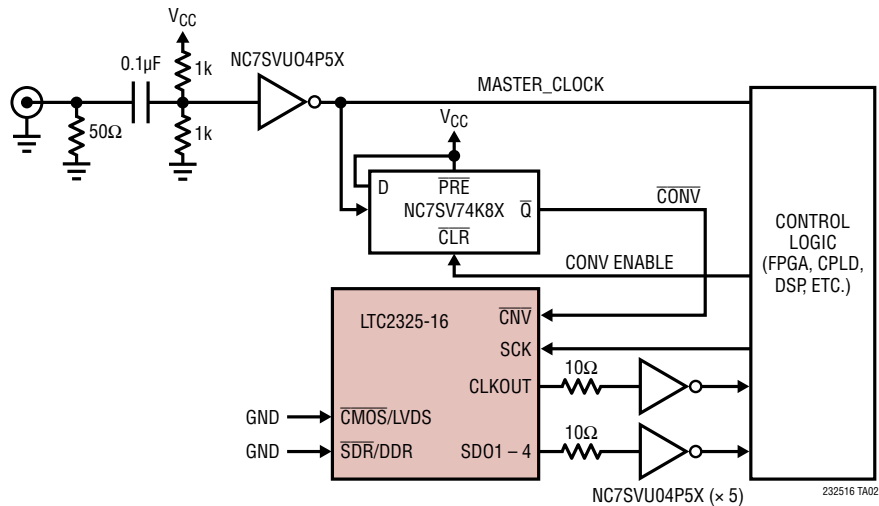 VCC
0.1µF
1k
NC7SVUO4P5X
MASTER_CLOCK
50Ω
1k
VCC
D
PRE
NC7SV74K8X
Q
CLR
CONV
CONV ENABLE
CONTROL
LOGIC
(FPGA, CPLD,
DSP, ETC.)
LTC2325-16
CNV
SCK
CLKOUT
10Ω
GND
CMOS/LVDS
GND
SDR/DDR
SDO1 – 4
10Ω
NC7SVU04P5X (× 5)
232516 TA02